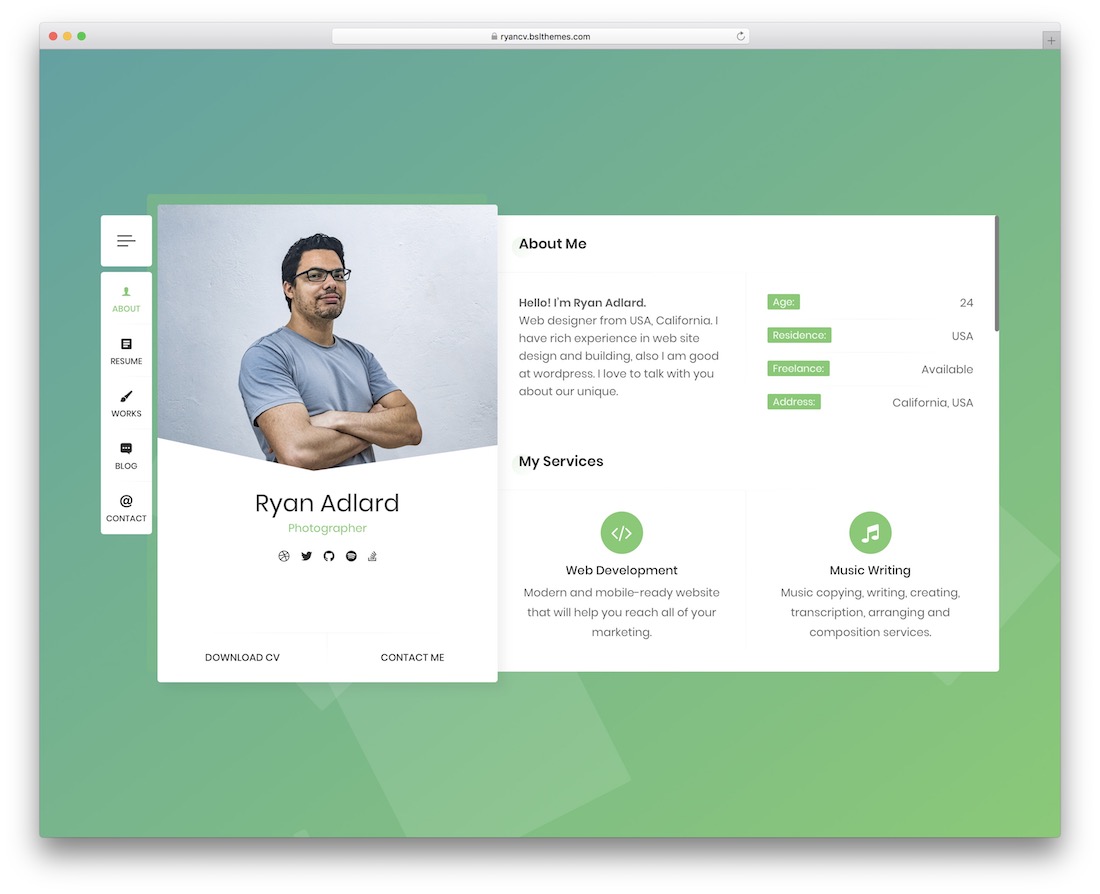 ryancv.bslthemes.com
ABOUT
RESUME
WORKS
BLOG
CONTACT
Ryan Adlard
Photographer
DOWNLOAD CV
CONTACT ME
About Me
Hello! I'm Ryan Adlard.
Web designer from USA, California. I
have rich experience in web site
design and building, also I am good
at wordpress. I love to talk with you
about our unique.
Age: 24
Residence: USA
Freelance: Available
Address: California, USA
My Services
Web Development
Modern and mobile-ready website
that will help you reach all of your
marketing.
Music Writing
Music copying, writing, creating,
transcription, arranging and
composition services.